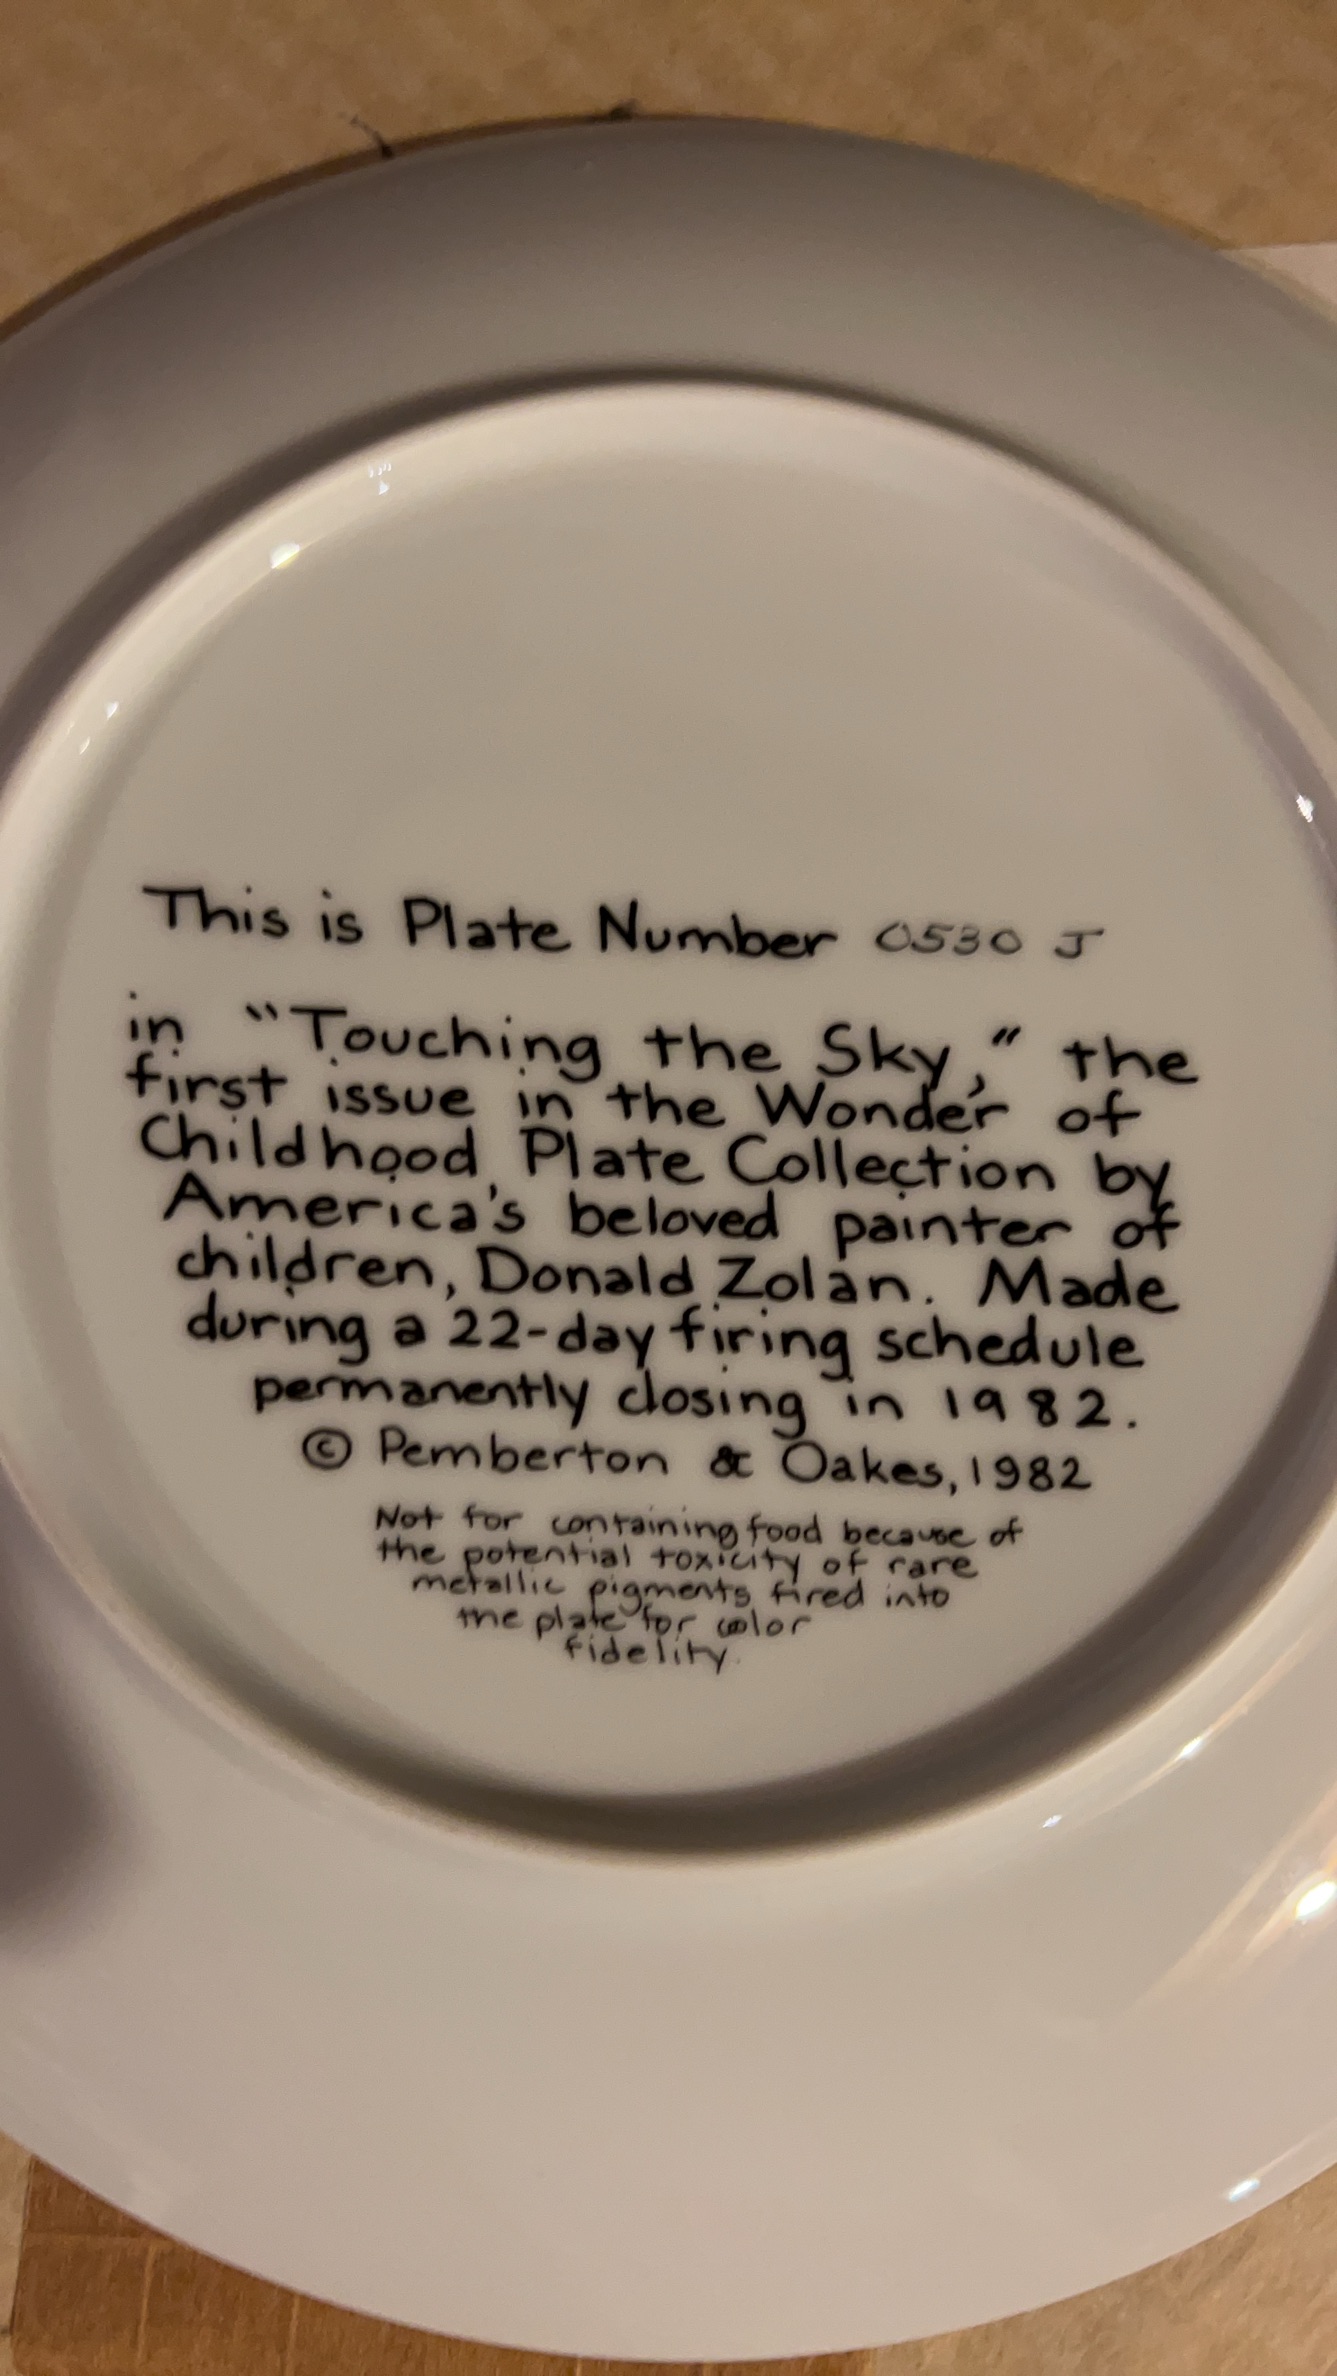 This is Plate Number 0530 J
in "Touching the Sky," the
first issue in the Wonder of
Childhood Plate Collection by
America's beloved painter of
children, Donald Zolan. Made
during a 22-day firing schedule
permanently closing in 1982.
© Pemberton & Oakes, 1982
Not for containing food because of
the potential toxicity of rare
metallic pigments fired into
the plate for color
fidelity.